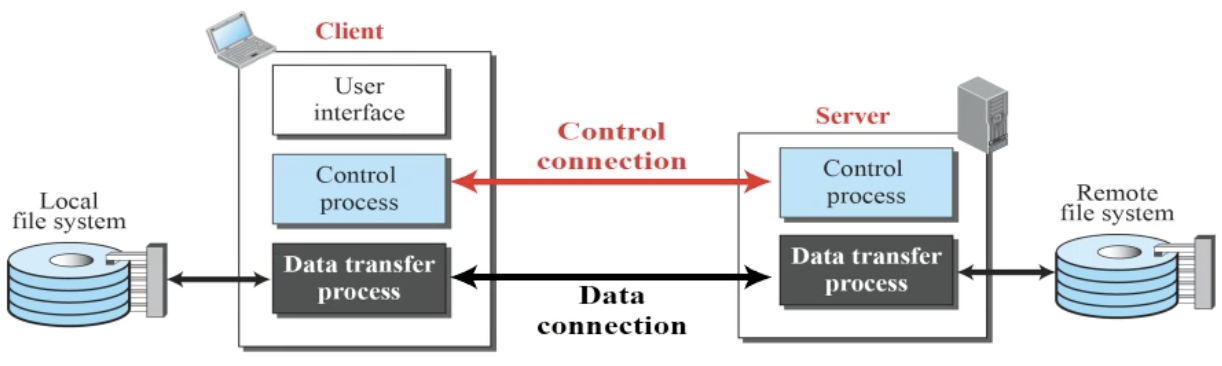 Client
User
interface
Control
process
Data transfer
process
Local
file system
Control
connection
Data
connection
Server
Control
process
Data transfer
process
Remote
file system